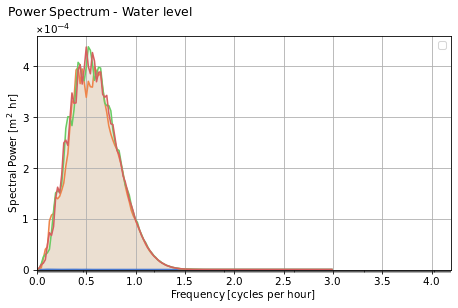 Power Spectrum - Water level
×10⁻⁴
4
3
2
1
0
Spectral Power [m² hr]
0.0 0.5 1.0 1.5 2.0 2.5 3.0 3.5 4.0
Frequency [cycles per hour]